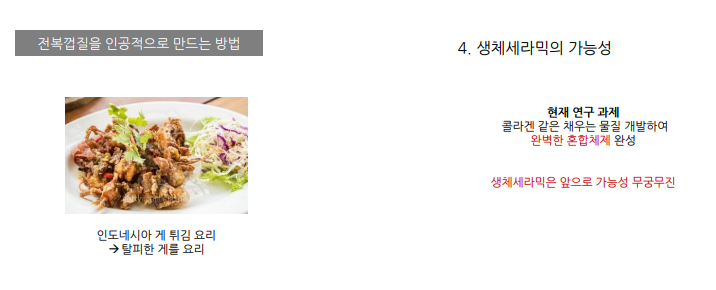 전복껍질을 인공적으로 만드는 방법
인도네시아 게 튀김 요리
→ 탈피한 게를 요리
4. 생체세라믹의 가능성
현재 연구 과제
콜라겐 같은 채우는 물질 개발하여
완벽한 혼합체제 완성
생체세라믹은 앞으로 가능성 무궁무진